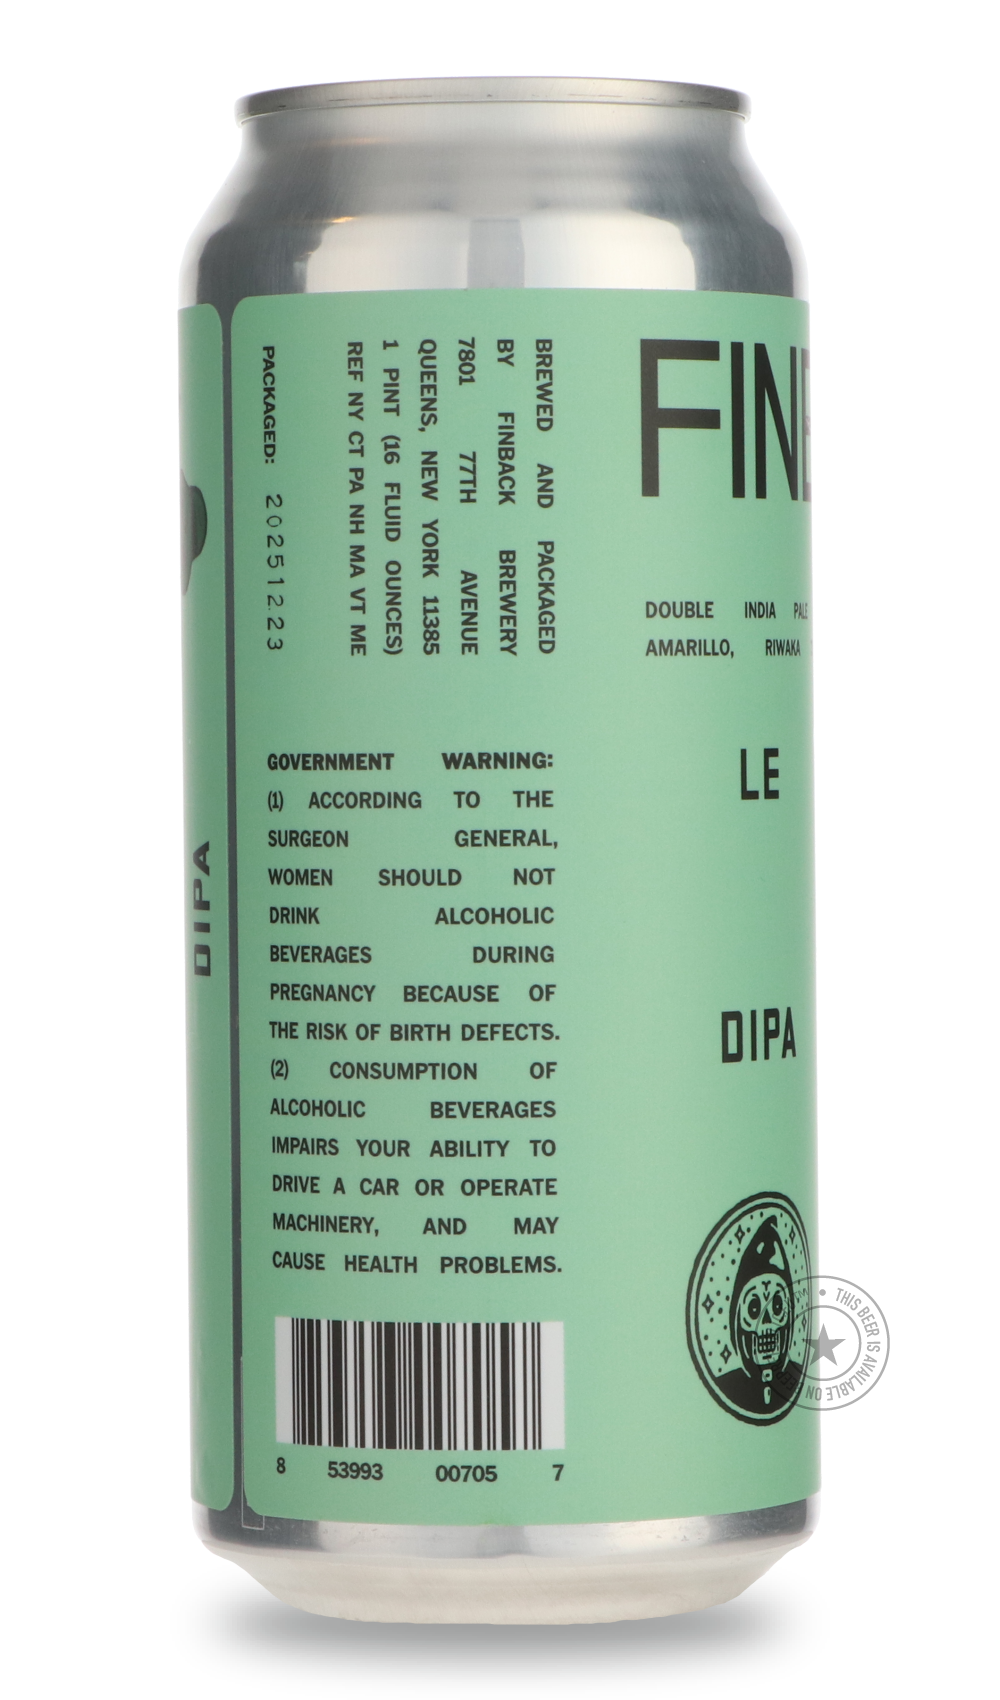 DIPA
PACKAGED: 20251223
BREWED AND PACKAGED
BY FINBACK BREWERY
7801 77TH AVENUE
QUEENS, NEW YORK 11385
1 PINT (16 FLUID OUNCES)
REF NY CT PA NH MA VT ME
GOVERNMENT WARNING:
(1) ACCORDING TO THE
SURGEON GENERAL,
WOMEN SHOULD NOT
DRINK ALCOHOLIC
BEVERAGES DURING
PREGNANCY BECAUSE OF
THE RISK OF BIRTH DEFECTS.
(2) CONSUMPTION OF
ALCOHOLIC BEVERAGES
IMPAIRS YOUR ABILITY TO
DRIVE A CAR OR OPERATE
MACHINERY, AND MAY
CAUSE HEALTH PROBLEMS.
8 53993 00705 7
FIN
DOUBLE INDIA PALE
AMARILLO, RIWAKA
LE
DIPA
THIS BEER IS AVAILABLE ON